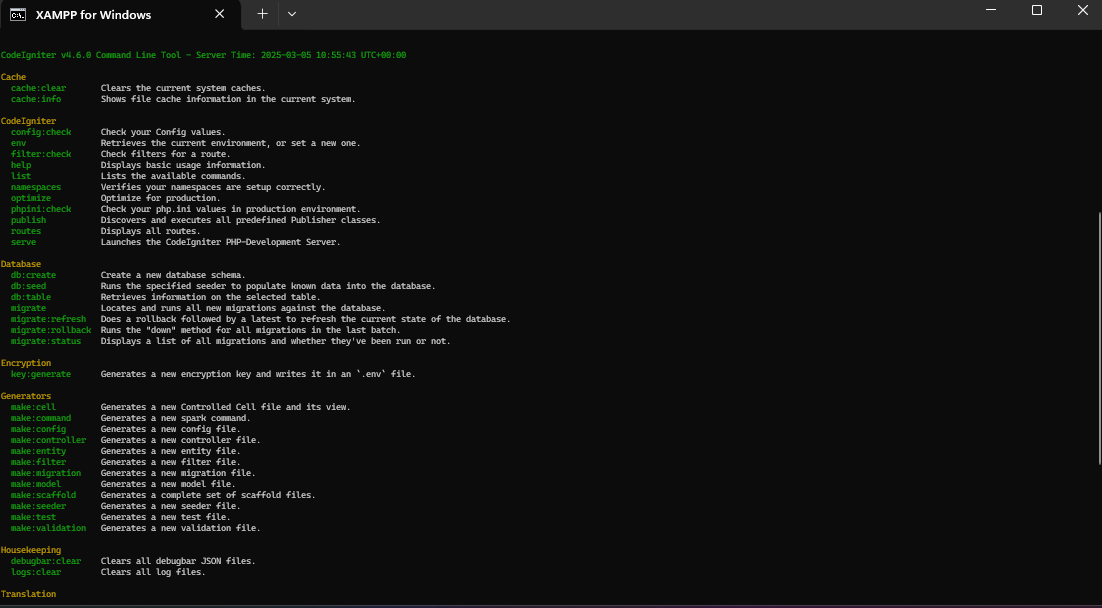 XAMPP for Windows
CodeIgniter v4.6.0 Command Line Tool - Server Time: 2025-03-05 10:55:43 UTC+00:00
Cache
cache:clear Clears the current system caches.
cache:info Shows file cache information in the current system.
CodeIgniter
config:check Check your Config values.
env Retrieves the current environment, or set a new one.
filter:check Check filters for a route.
help Displays basic usage information.
list Lists the available commands.
namespaces Verifies your namespaces are setup correctly.
optimize Optimize for production.
phpini:check Check your php.ini values in production environment.
publish Discovers and executes all predefined Publisher classes.
routes Displays all routes.
serve Launches the CodeIgniter PHP-Development Server.
Database
db:create Create a new database schema.
db:seed Runs the specified seeder to populate known data into the database.
db:table Retrieves information on the selected table.
migrate Locates and runs all new migrations against the database.
migrate:refresh Does a rollback followed by a latest to refresh the current state of the database.
migrate:rollback Runs the "down" method for all migrations in the last batch.
migrate:status Displays a list of all migrations and whether they've been run or not.
Encryption
key:generate Generates a new encryption key and writes it in an `.env` file.
Generators
make:cell Generates a new Controlled Cell file and its view.
make:command Generates a new spark command.
make:config Generates a new config file.
make:controller Generates a new controller file.
make:entity Generates a new entity file.
make:filter Generates a new filter file.
make:migration Generates a new migration file.
make:model Generates a new model file.
make:scaffold Generates a complete set of scaffold files.
make:seeder Generates a new seeder file.
make:test Generates a new test file.
make:validation Generates a new validation file.
Housekeeping
debugbar:clear Clears all debugbar JSON files.
logs:clear Clears all log files.
Translation